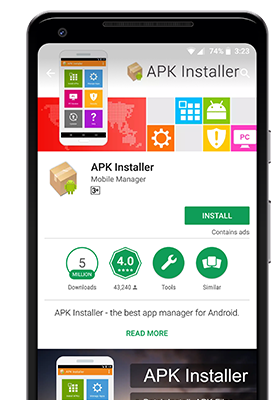 74% 3:23
APK Installer
PC
APK Installer
Mobile Manager
3+
INSTALL
Contains ads
5
MILLION
4.0
Downloads
43,240
Tools
Similar
APK Installer - the best app manager for Android.
READ MORE
APK Installer